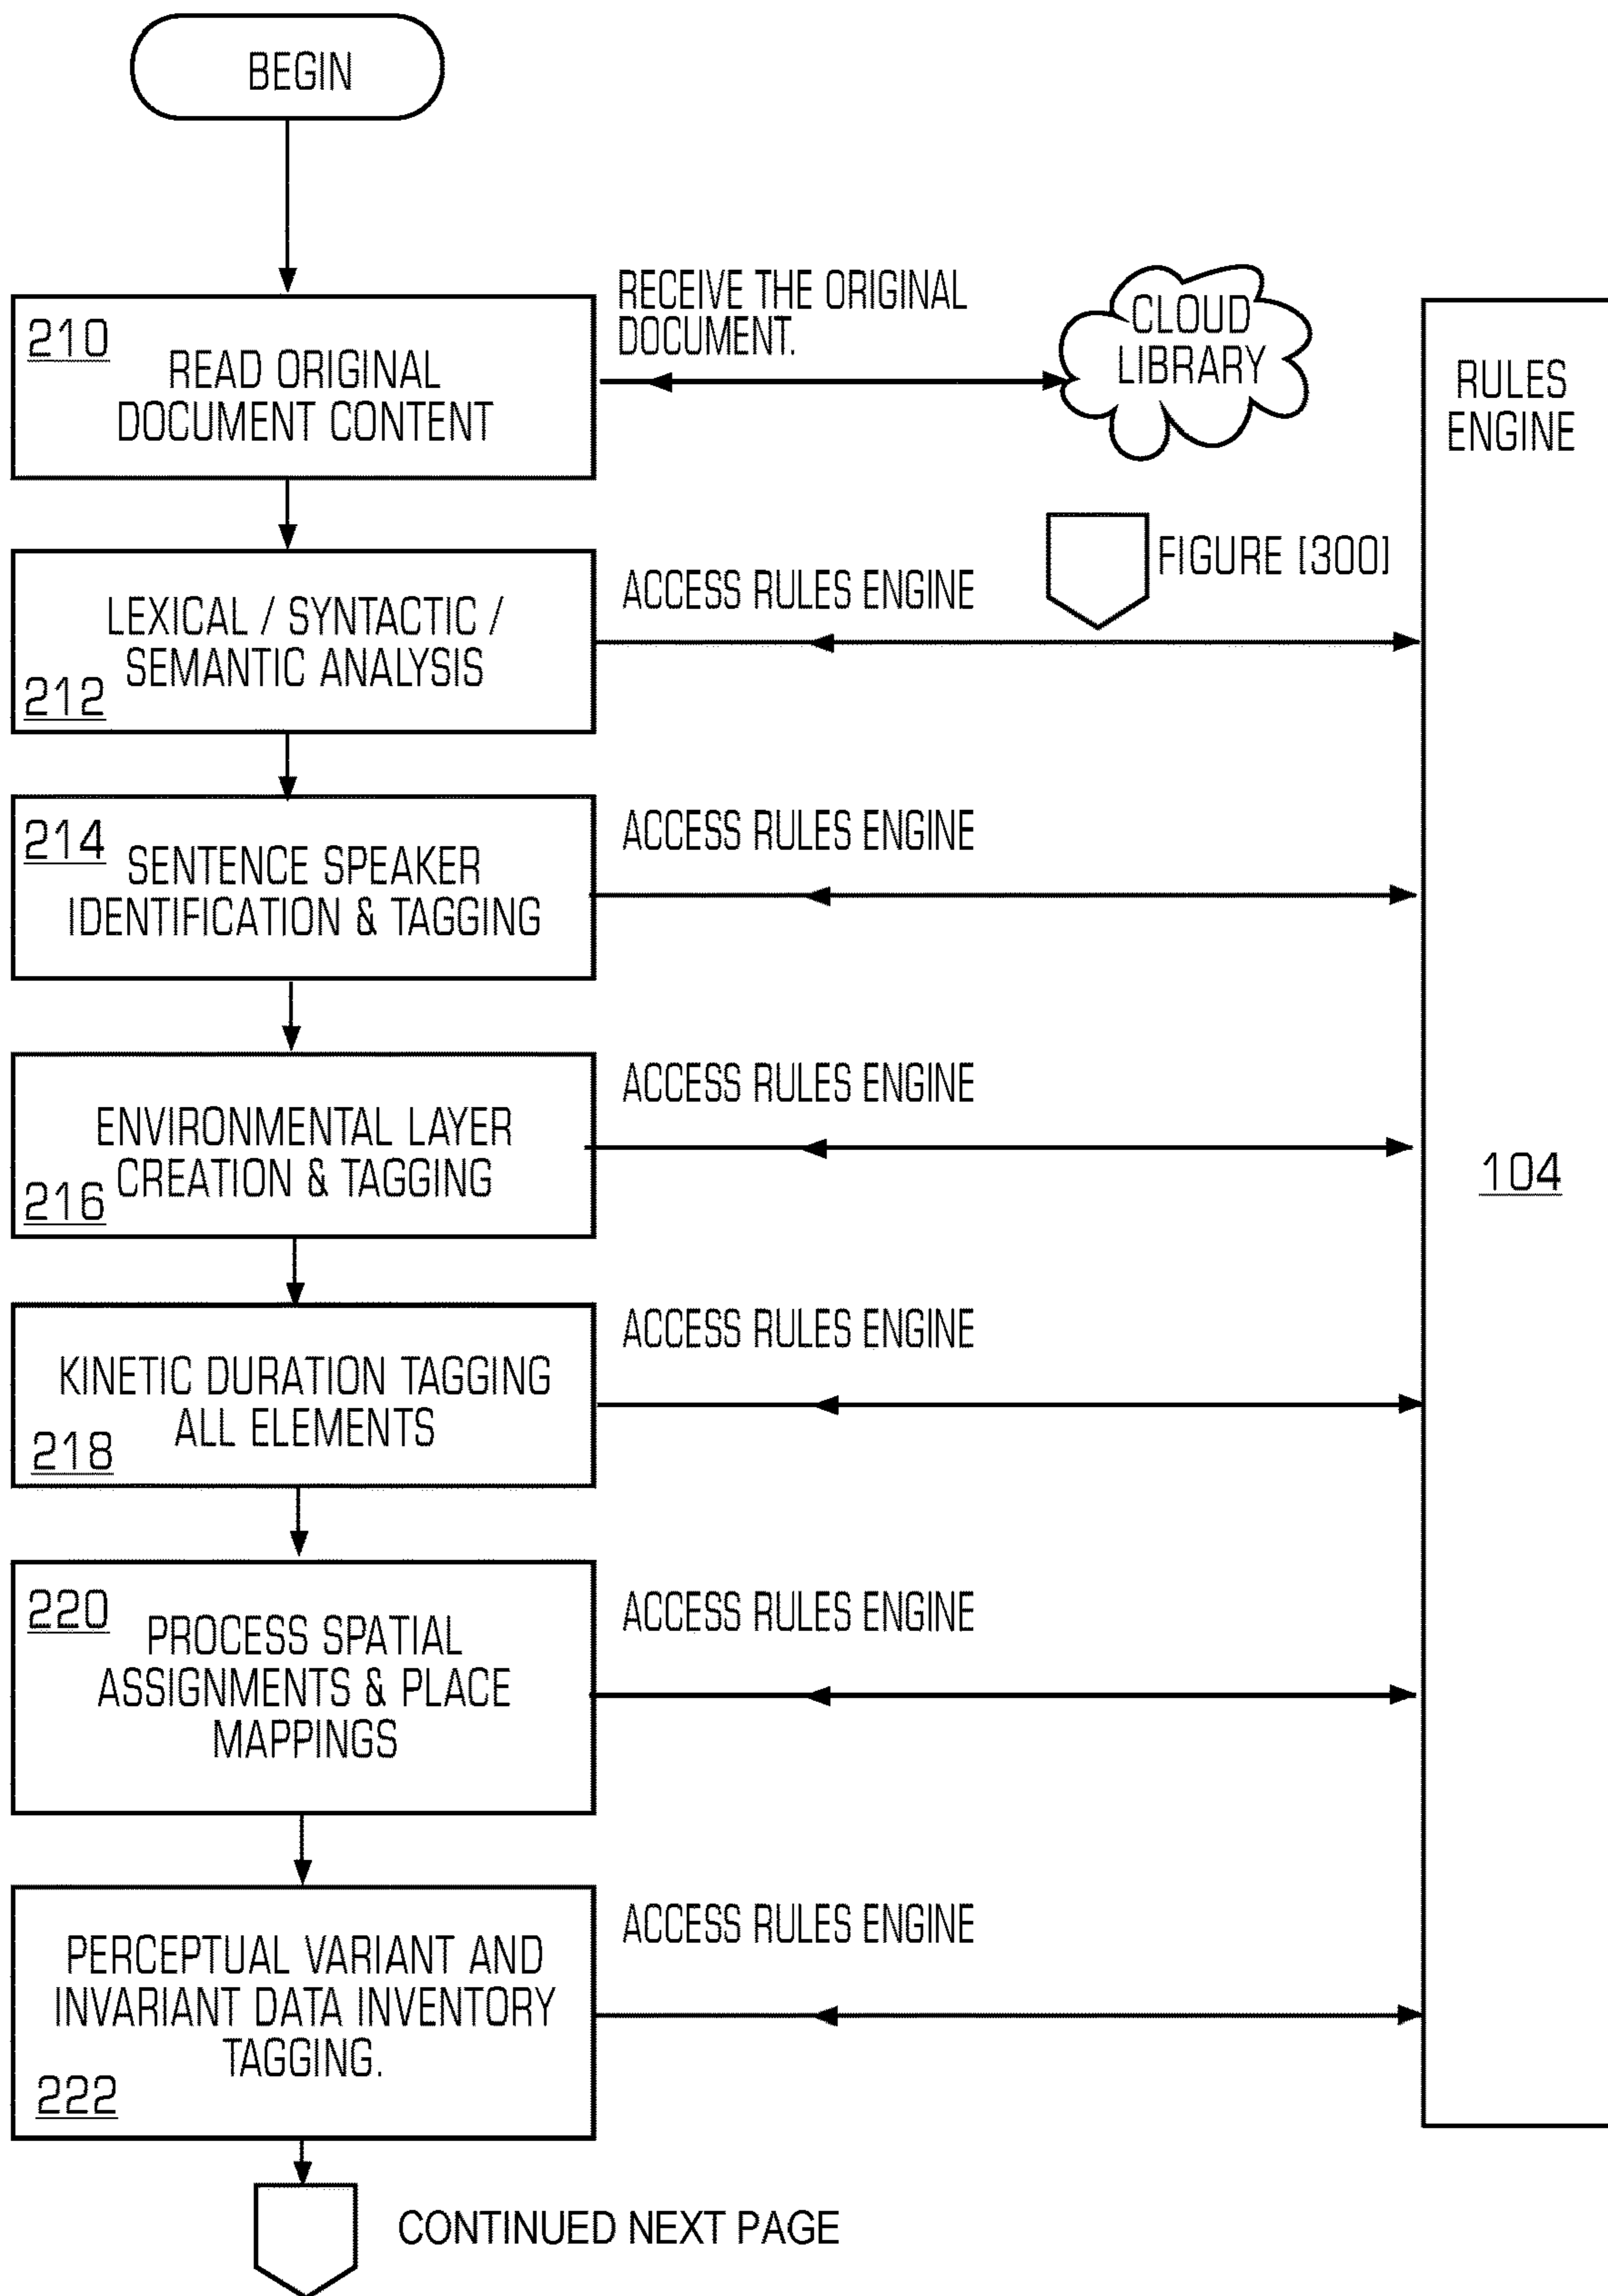 BEGIN
210
READ ORIGINAL
DOCUMENT CONTENT
RECEIVE THE ORIGINAL
DOCUMENT.
CLOUD
LIBRARY
RULES
ENGINE
104
FIGURE [300]
LEXICAL / SYNTACTIC /
SEMANTIC ANALYSIS
212
ACCESS RULES ENGINE
214
SENTENCE SPEAKER
IDENTIFICATION & TAGGING
ACCESS RULES ENGINE
ENVIRONMENTAL LAYER
CREATION & TAGGING
216
ACCESS RULES ENGINE
KINETIC DURATION TAGGING
ALL ELEMENTS
218
ACCESS RULES ENGINE
220
PROCESS SPATIAL
ASSIGNMENTS & PLACE
MAPPINGS
ACCESS RULES ENGINE
PERCEPTUAL VARIANT AND
INVARIANT DATA INVENTORY
TAGGING.
222
ACCESS RULES ENGINE
CONTINUED NEXT PAGE